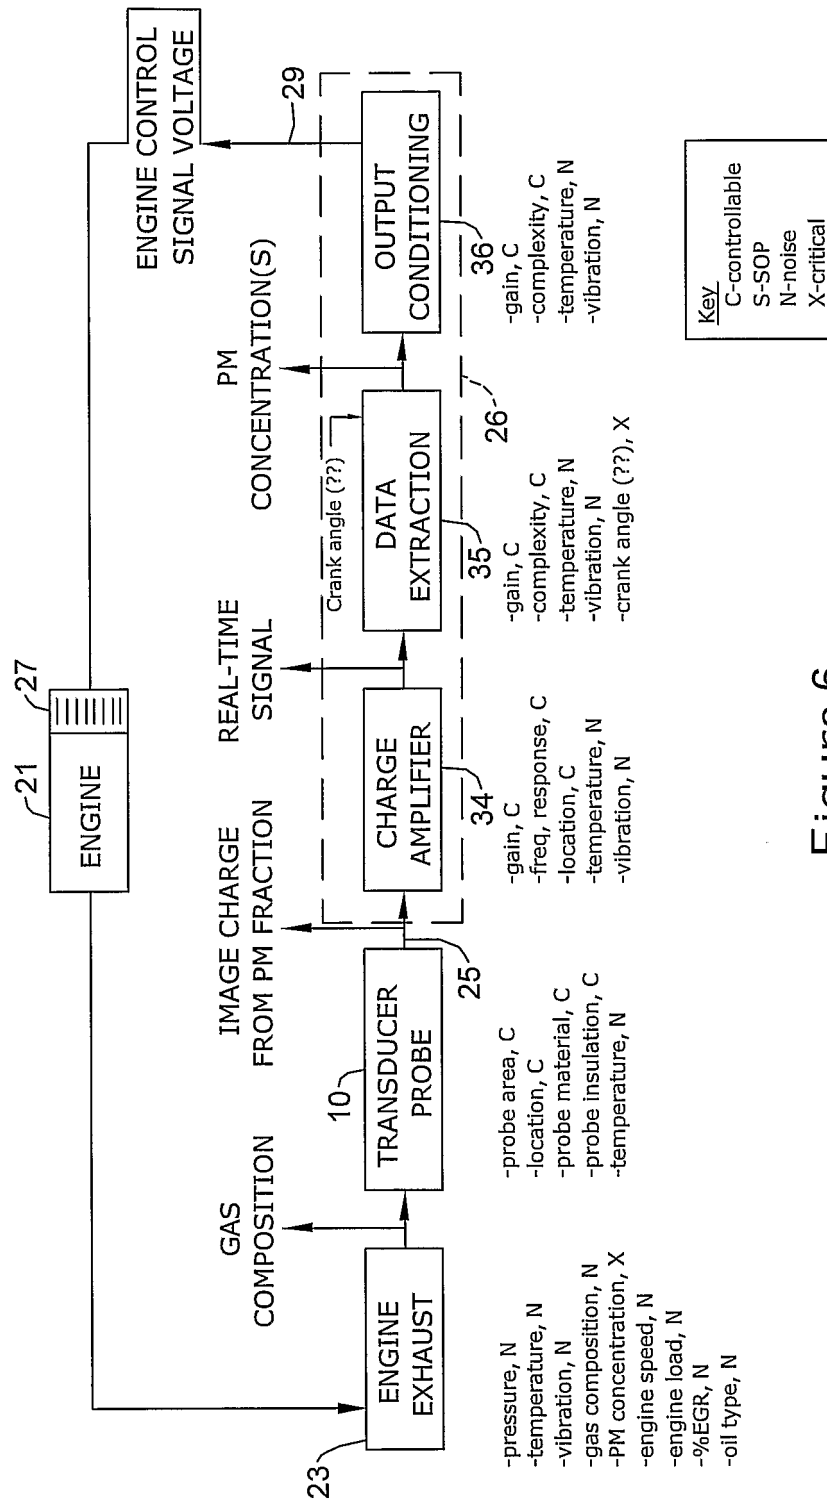 21
27
ENGINE
ENGINE CONTROL
SIGNAL VOLTAGE
29
GAS
COMPOSITION
IMAGE CHARGE
FROM PM FRACTION
REAL-TIME
SIGNAL
PM
CONCENTRATION(S)
Crank angle (??)
23
ENGINE
EXHAUST
10
TRANSDUCER
PROBE
25
CHARGE
AMPLIFIER
34
DATA
EXTRACTION
35
26
OUTPUT
CONDITIONING
36
-pressure, N
-temperature, N
-vibration, N
-gas composition, N
-PM concentration, X
-engine speed, N
-engine load, N
-%EGR, N
-oil type, N
-probe area, C
-location, C
-probe material, C
-probe insulation, C
-temperature, N
-gain, C
-freq, response, C
-location, C
-temperature, N
-vibration, N
-gain, C
-complexity, C
-temperature, N
-vibration, N
-crank angle (??), X
-gain, C
-complexity, C
-temperature, N
-vibration, N
Key
C-controllable
S-SOP
N-noise
X-critical
Figure 6